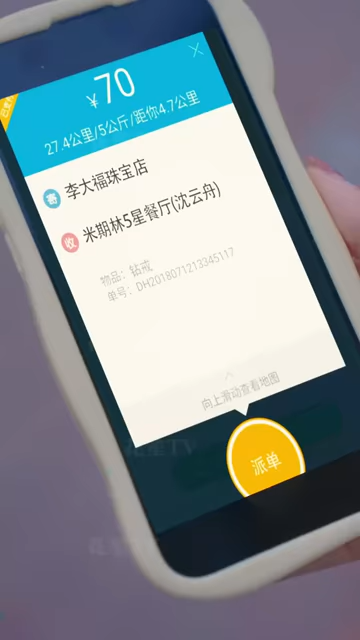 ¥70
27.4公里/5公斤/距你4.7公里
寄 李大福珠宝店
收 米期林5星餐厅(沈云舟)
物品：钻戒
单号：DH2018071213345117
向上滑动查看地图
派单